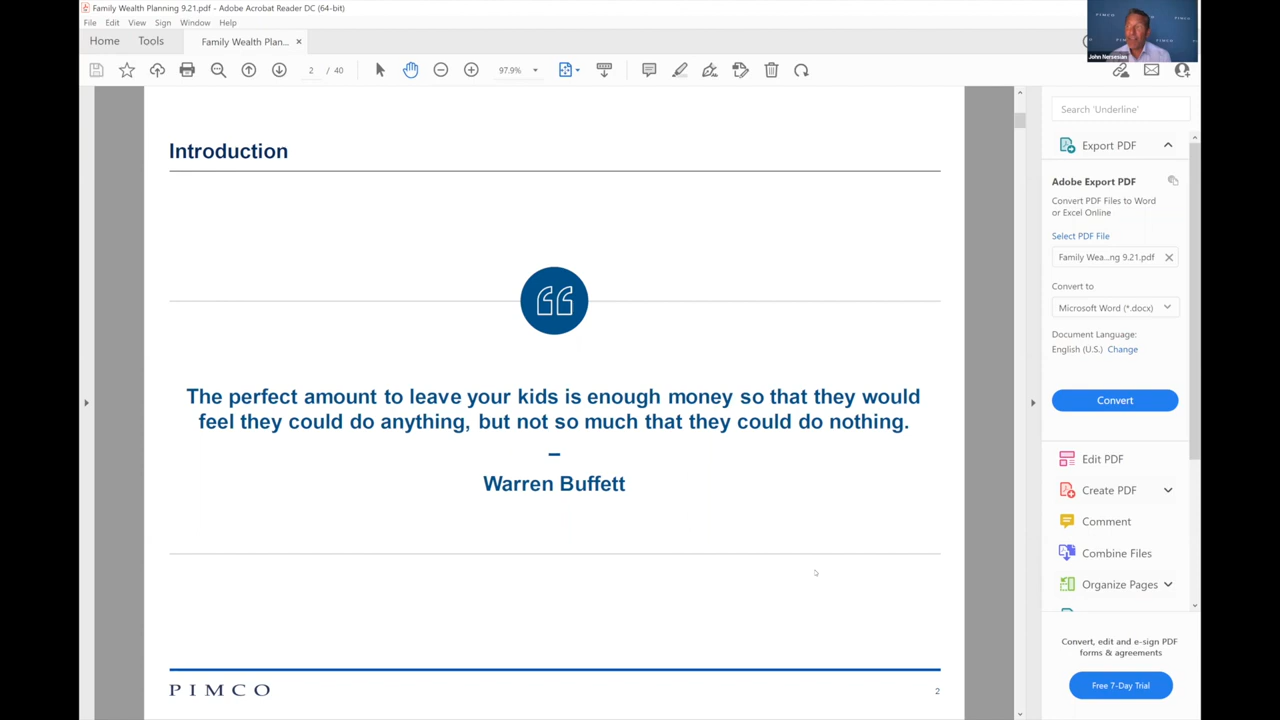 Family Wealth Planning 9.21.pdf - Adobe Acrobat Reader DC (64-bit)
File Edit View Sign Window Help
Home Tools Family Wealth Plan... ×
2 / 40 97.9%
PIMCO
John Nersesian
Introduction
The perfect amount to leave your kids is enough money so that they would
feel they could do anything, but not so much that they could do nothing.
–
Warren Buffett
PIMCO 2
Search 'Underline'
Export PDF
Adobe Export PDF
Convert PDF Files to Word
or Excel Online
Select PDF File
Family Wea...ng 9.21.pdf
Convert to
Microsoft Word (*.docx)
Document Language:
English (U.S.) Change
Convert
Edit PDF
Create PDF
Comment
Combine Files
Organize Pages
Convert, edit and e-sign PDF
forms & agreements
Free 7-Day Trial